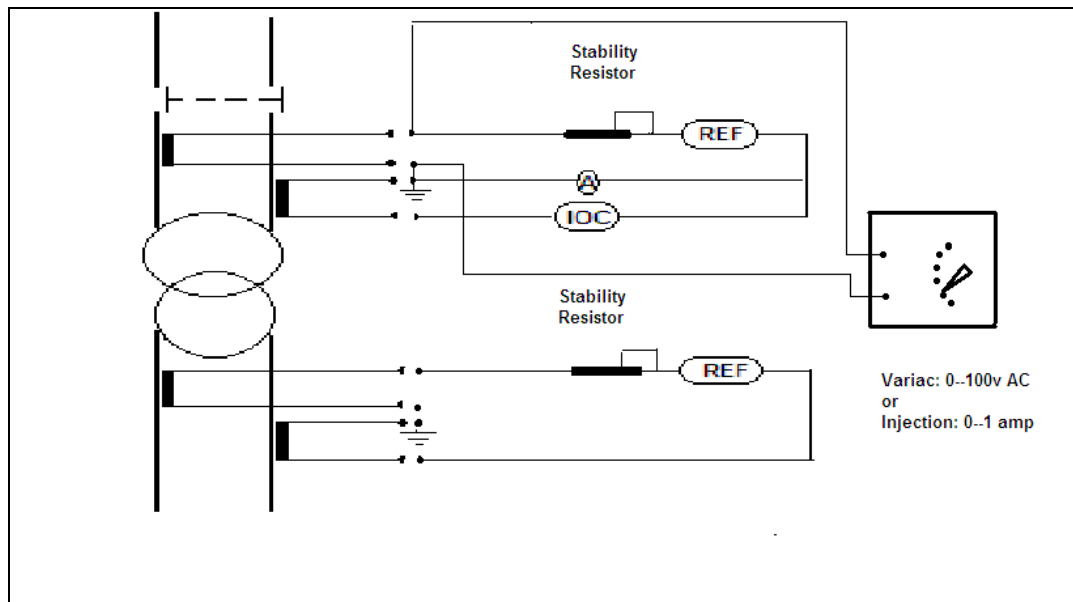 Stability
Resistor
REF
A
IOC
Stability
Resistor
REF
Variac: 0--100v AC
or
Injection: 0--1 amp